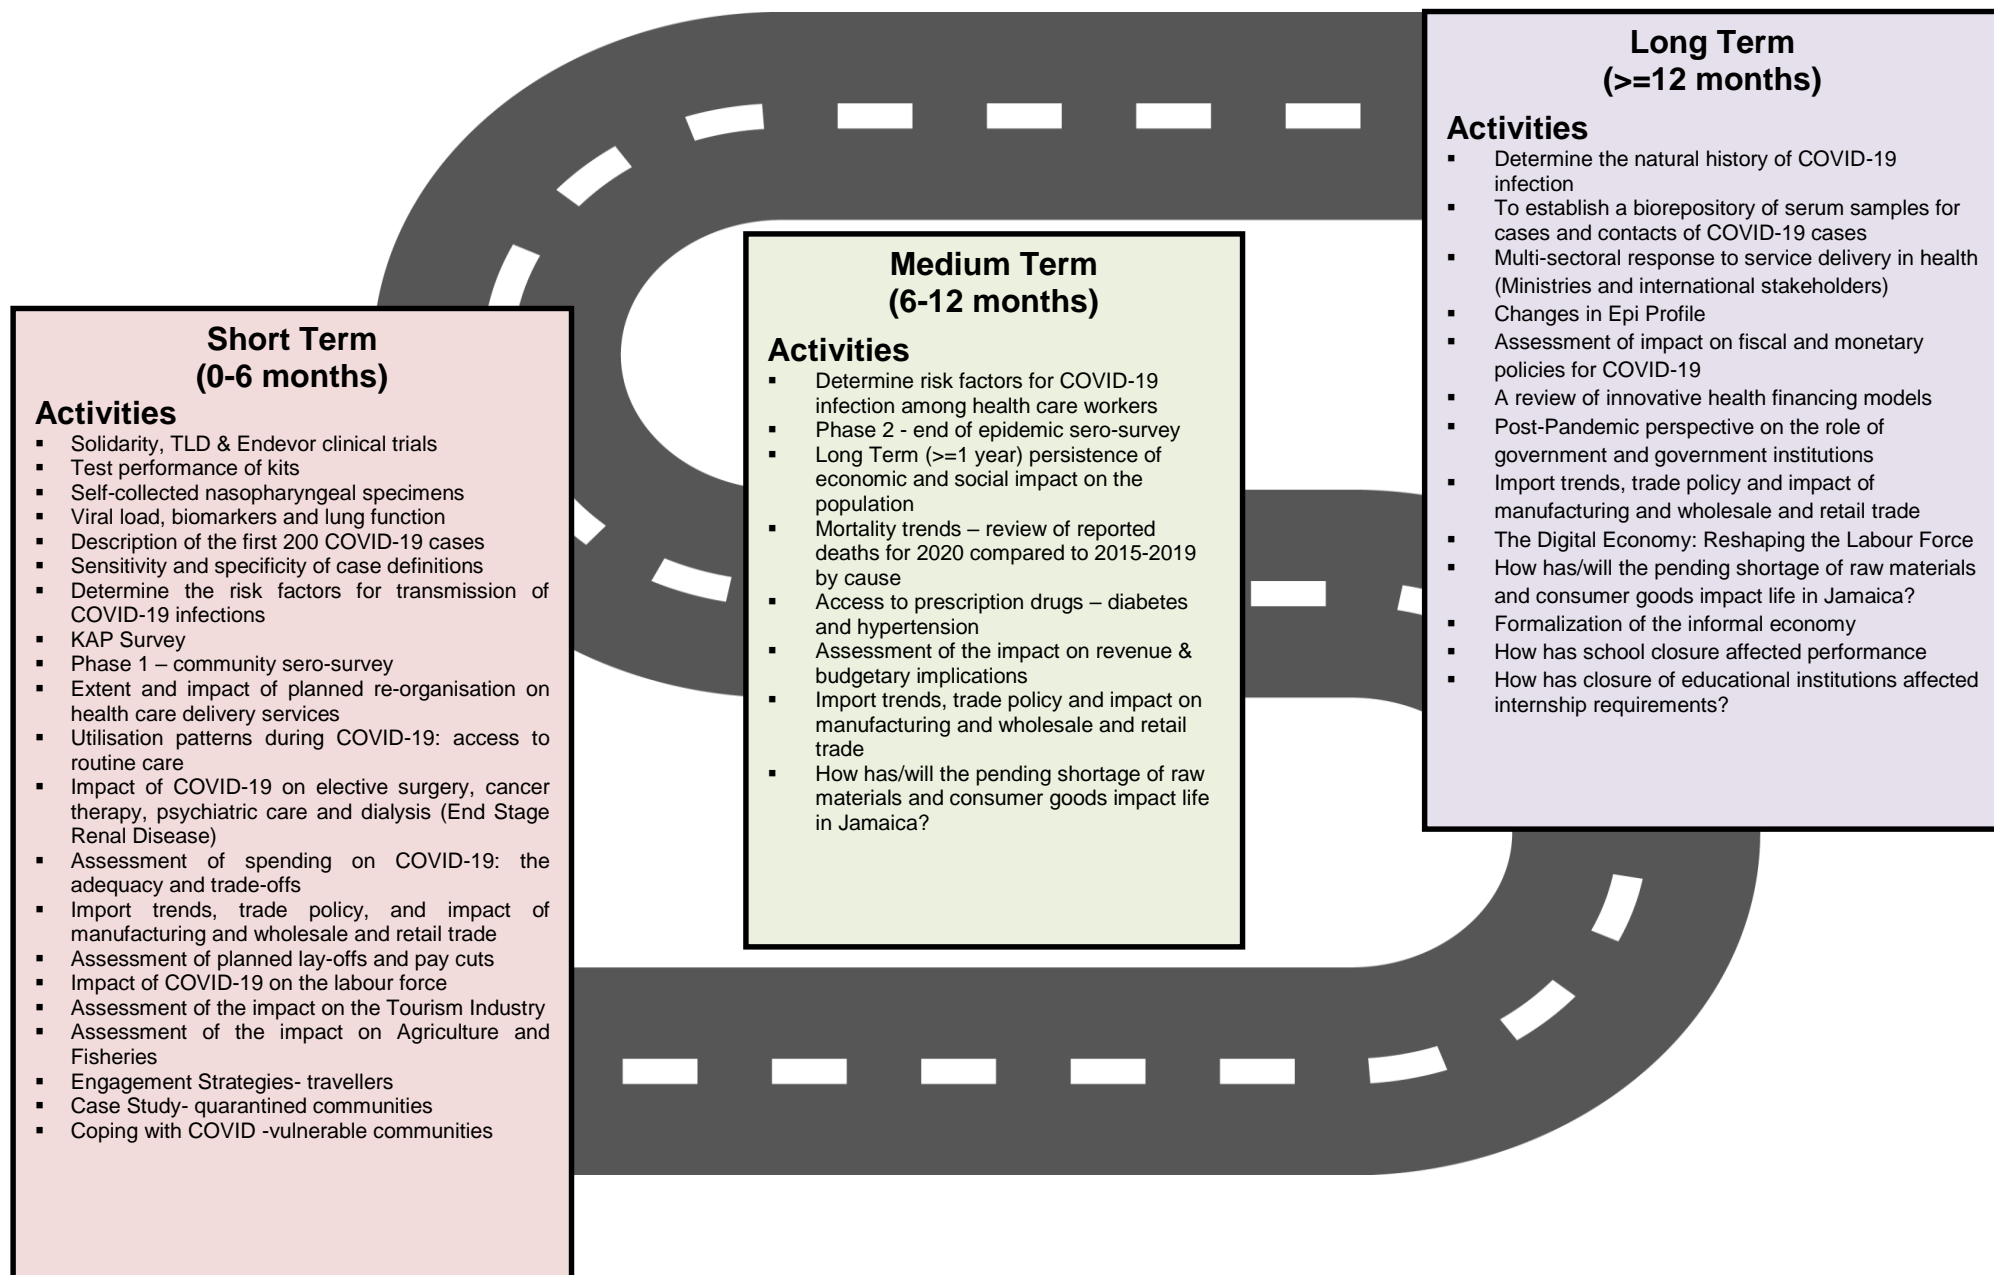 Short Term
(0-6 months)
Activities
▪ Solidarity, TLD & Endevor clinical trials
▪ Test performance of kits
▪ Self-collected nasopharyngeal specimens
▪ Viral load, biomarkers and lung function
▪ Description of the first 200 COVID-19 cases
▪ Sensitivity and specificity of case definitions
▪ Determine the risk factors for transmission of
COVID-19 infections
▪ KAP Survey
▪ Phase 1 – community sero-survey
▪ Extent and impact of planned re-organisation on
health care delivery services
▪ Utilisation patterns during COVID-19: access to
routine care
▪ Impact of COVID-19 on elective surgery, cancer
therapy, psychiatric care and dialysis (End Stage
Renal Disease)
▪ Assessment of spending on COVID-19: the
adequacy and trade-offs
▪ Import trends, trade policy, and impact of
manufacturing and wholesale and retail trade
▪ Assessment of planned lay-offs and pay cuts
▪ Impact of COVID-19 on the labour force
▪ Assessment of the impact on the Tourism Industry
▪ Assessment of the impact on Agriculture and
Fisheries
▪ Engagement Strategies- travellers
▪ Case Study- quarantined communities
▪ Coping with COVID -vulnerable communities
Medium Term
(6-12 months)
Activities
▪ Determine risk factors for COVID-19
infection among health care workers
▪ Phase 2 - end of epidemic sero-survey
▪ Long Term (>=1 year) persistence of
economic and social impact on the
population
▪ Mortality trends – review of reported
deaths for 2020 compared to 2015-2019
by cause
▪ Access to prescription drugs – diabetes
and hypertension
▪ Assessment of the impact on revenue &
budgetary implications
▪ Import trends, trade policy and impact on
manufacturing and wholesale and retail
trade
▪ How has/will the pending shortage of raw
materials and consumer goods impact life
in Jamaica?
Long Term
(>=12 months)
Activities
▪ Determine the natural history of COVID-19
infection
▪ To establish a biorepository of serum samples for
cases and contacts of COVID-19 cases
▪ Multi-sectoral response to service delivery in health
(Ministries and international stakeholders)
▪ Changes in Epi Profile
▪ Assessment of impact on fiscal and monetary
policies for COVID-19
▪ A review of innovative health financing models
▪ Post-Pandemic perspective on the role of
government and government institutions
▪ Import trends, trade policy and impact of
manufacturing and wholesale and retail trade
▪ The Digital Economy: Reshaping the Labour Force
▪ How has/will the pending shortage of raw materials
and consumer goods impact life in Jamaica?
▪ Formalization of the informal economy
▪ How has school closure affected performance
▪ How has closure of educational institutions affected
internship requirements?